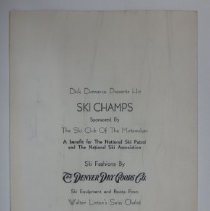 Dick Durrance Presents His
SKI CHAMPS
Sponsored By
The Ski Club Of The
A benefit for The National Ski Patrol
and The National Ski Association
Ski Fashions By
The Denver Dry Goods Co.
Ski Equipment and Boots From
Walter Swiss Chalet